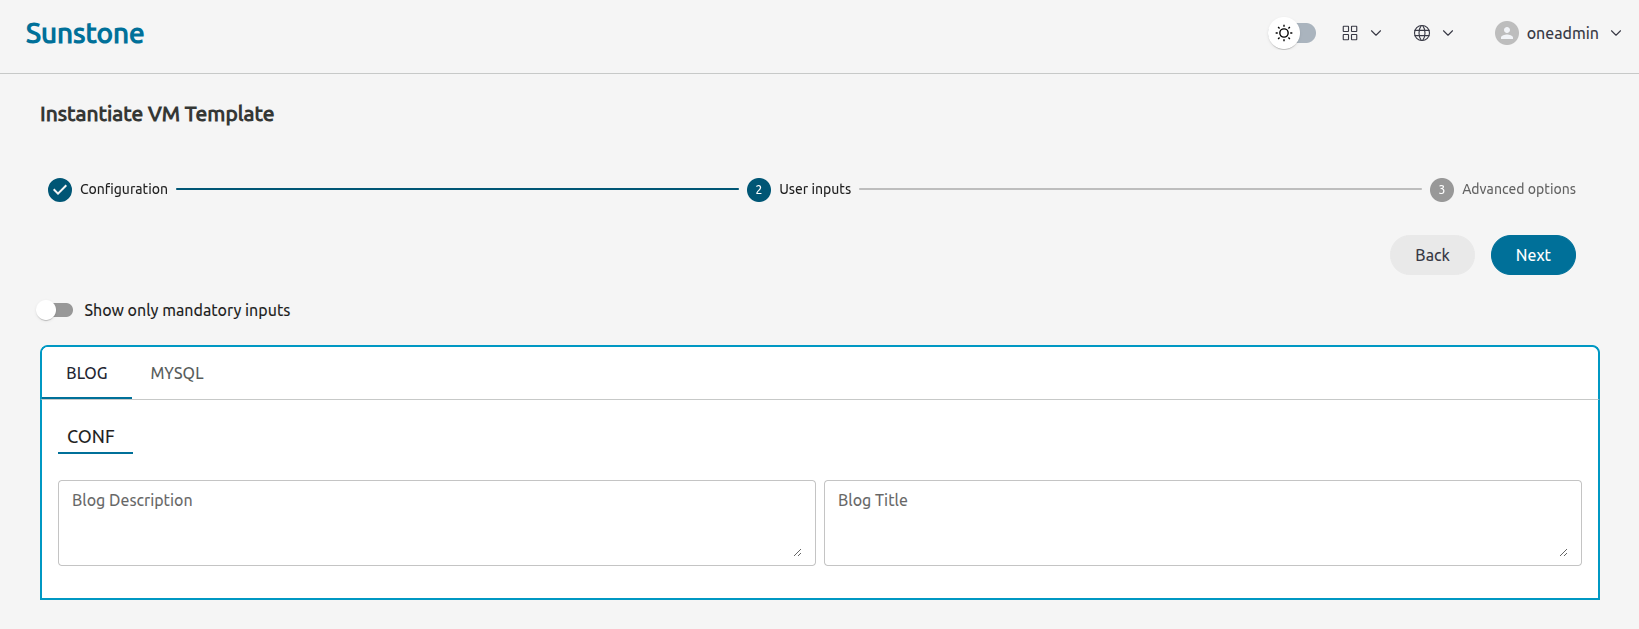 Sunstone
oneadmin
Instantiate VM Template
Configuration
2 User inputs
3 Advanced options
Back Next
Show only mandatory inputs
BLOG MYSQL
CONF
Blog Description Blog Title